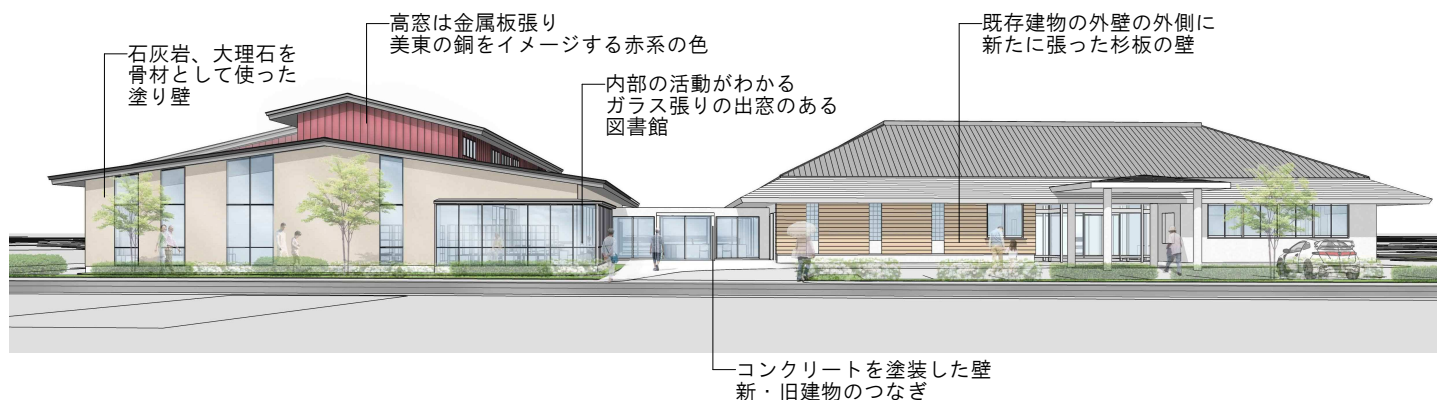 石灰岩、大理石を
骨材として使った
塗り壁
高窓は金属板張り
美東の銅をイメージする赤系の色
内部の活動がわかる
ガラス張りの出窓のある
図書館
既存建物の外壁の外側に
新たに張った杉板の壁
コンクリートを塗装した壁
新・旧建物のつなぎ